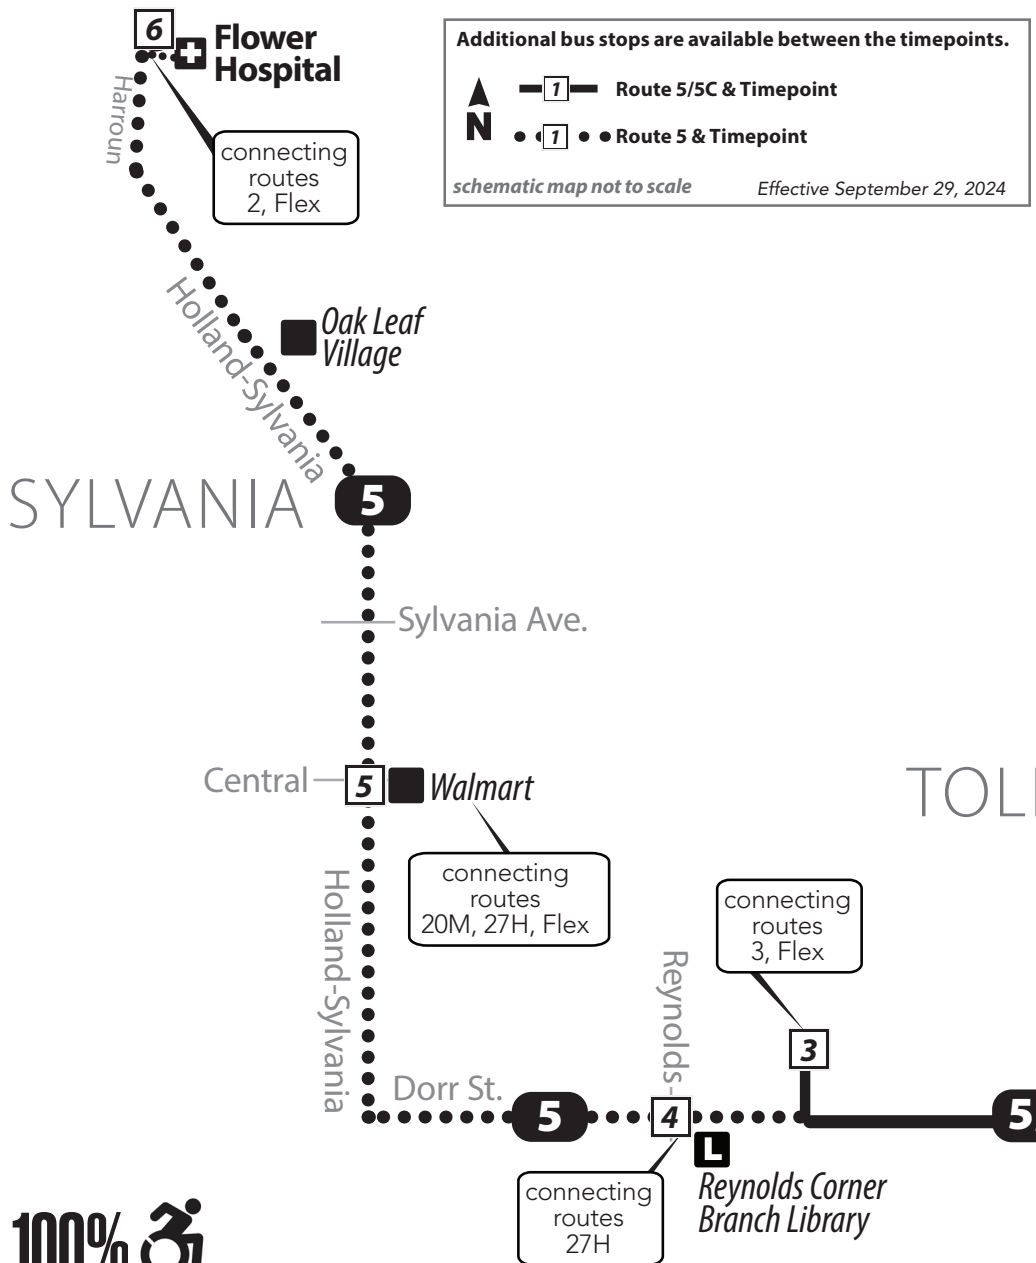 6
Flower
Hospital
Harroun
connecting
routes
2, Flex
Additional bus stops are available between the timepoints.
N
1 Route 5/5C & Timepoint
1 Route 5 & Timepoint
schematic map not to scale
Effective September 29, 2024
Holland-Sylvania
Oak Leaf
Village
SYLVANIA
5
Sylvania Ave.
Central
5
Walmart
TOL
connecting
routes
20M, 27H, Flex
Holland-Sylvania
connecting
routes
3, Flex
Reynolds
3
Dorr St.
5
4
5
L
Reynolds Corner
Branch Library
connecting
routes
27H
100%